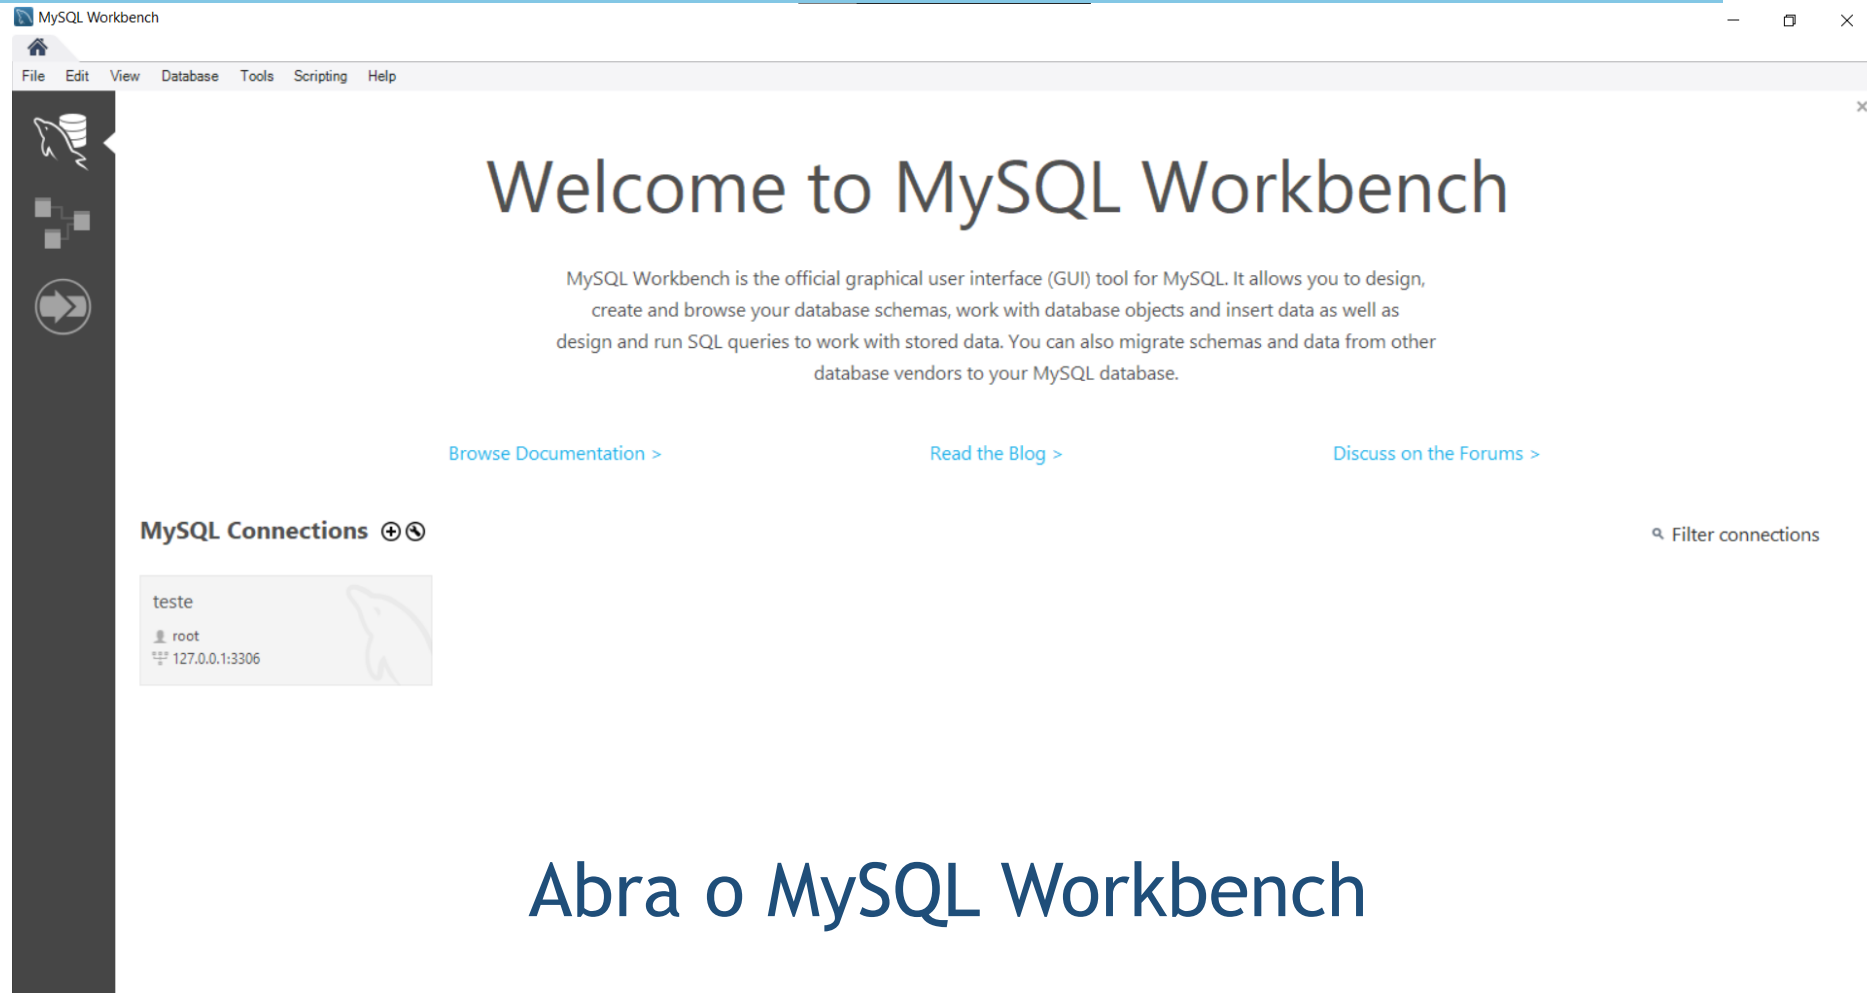 MySQL Workbench
File Edit View Database Tools Scripting Help
Welcome to MySQL Workbench
MySQL Workbench is the official graphical user interface (GUI) tool for MySQL. It allows you to design,
create and browse your database schemas, work with database objects and insert data as well as
design and run SQL queries to work with stored data. You can also migrate schemas and data from other
database vendors to your MySQL database.
Browse Documentation > Read the Blog > Discuss on the Forums >
MySQL Connections Filter connections
teste
root
127.0.0.1:3306
Abra o MySQL Workbench